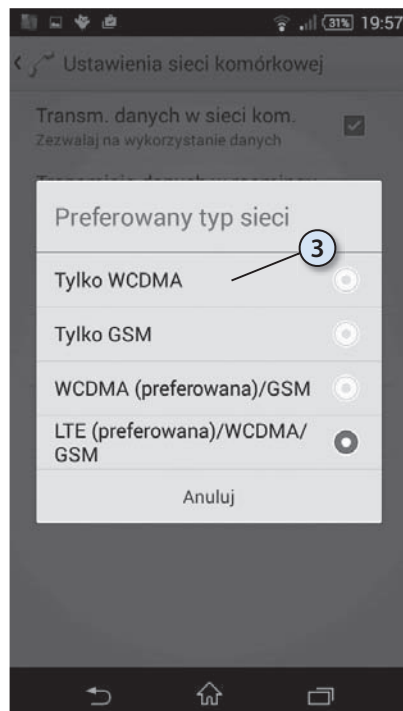 31% 19:57
Ustawienia sieci komórkowej
Transm. danych w sieci kom.
Zezwalaj na wykorzystanie danych
Preferowany typ sieci
3
Tylko WCDMA
Tylko GSM
WCDMA (preferowana)/GSM
LTE (preferowana)/WCDMA/
GSM
Anuluj